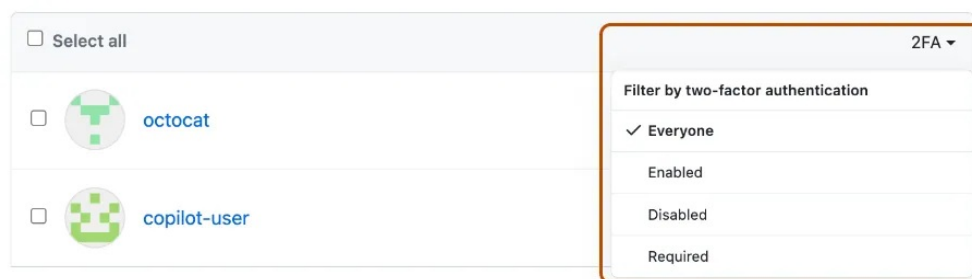 Select all
2FA
Filter by two-factor authentication
Everyone
octocat
Enabled
Disabled
copilot-user
Required